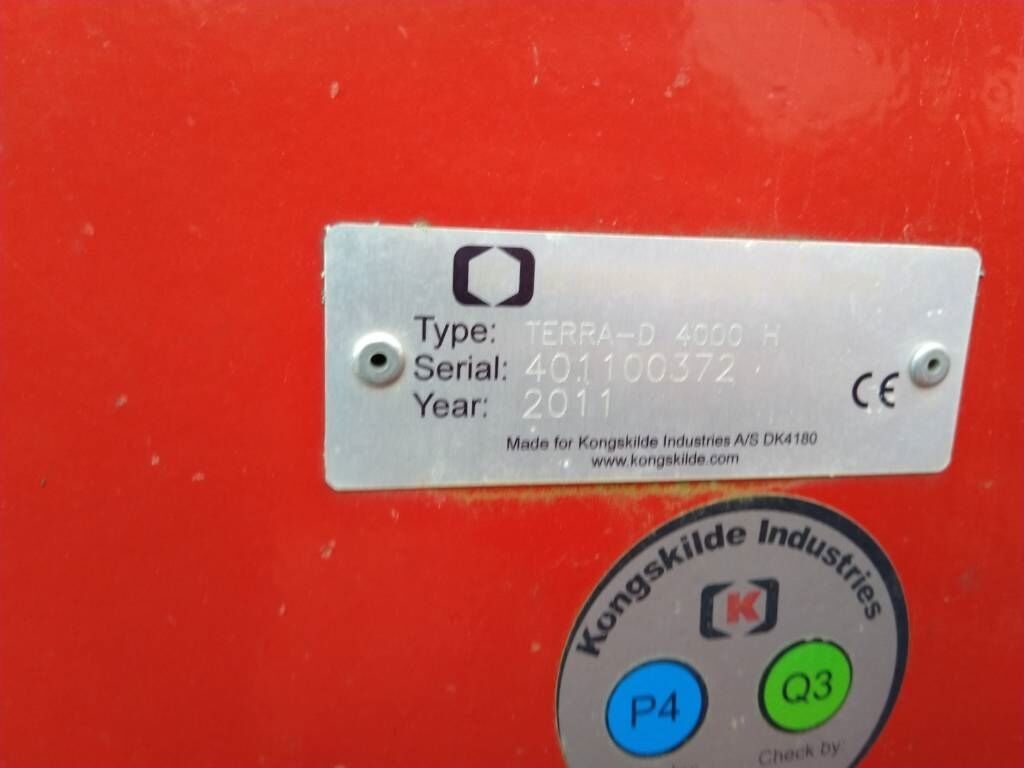 Type: TERRA-D 4000 H
Serial: 401100372
Year: 2011
CE
Made for Kongskilde Industries A/S DK4180
www.kongskilde.com
Kongskilde Industries
K
P4 Q3
Check by: